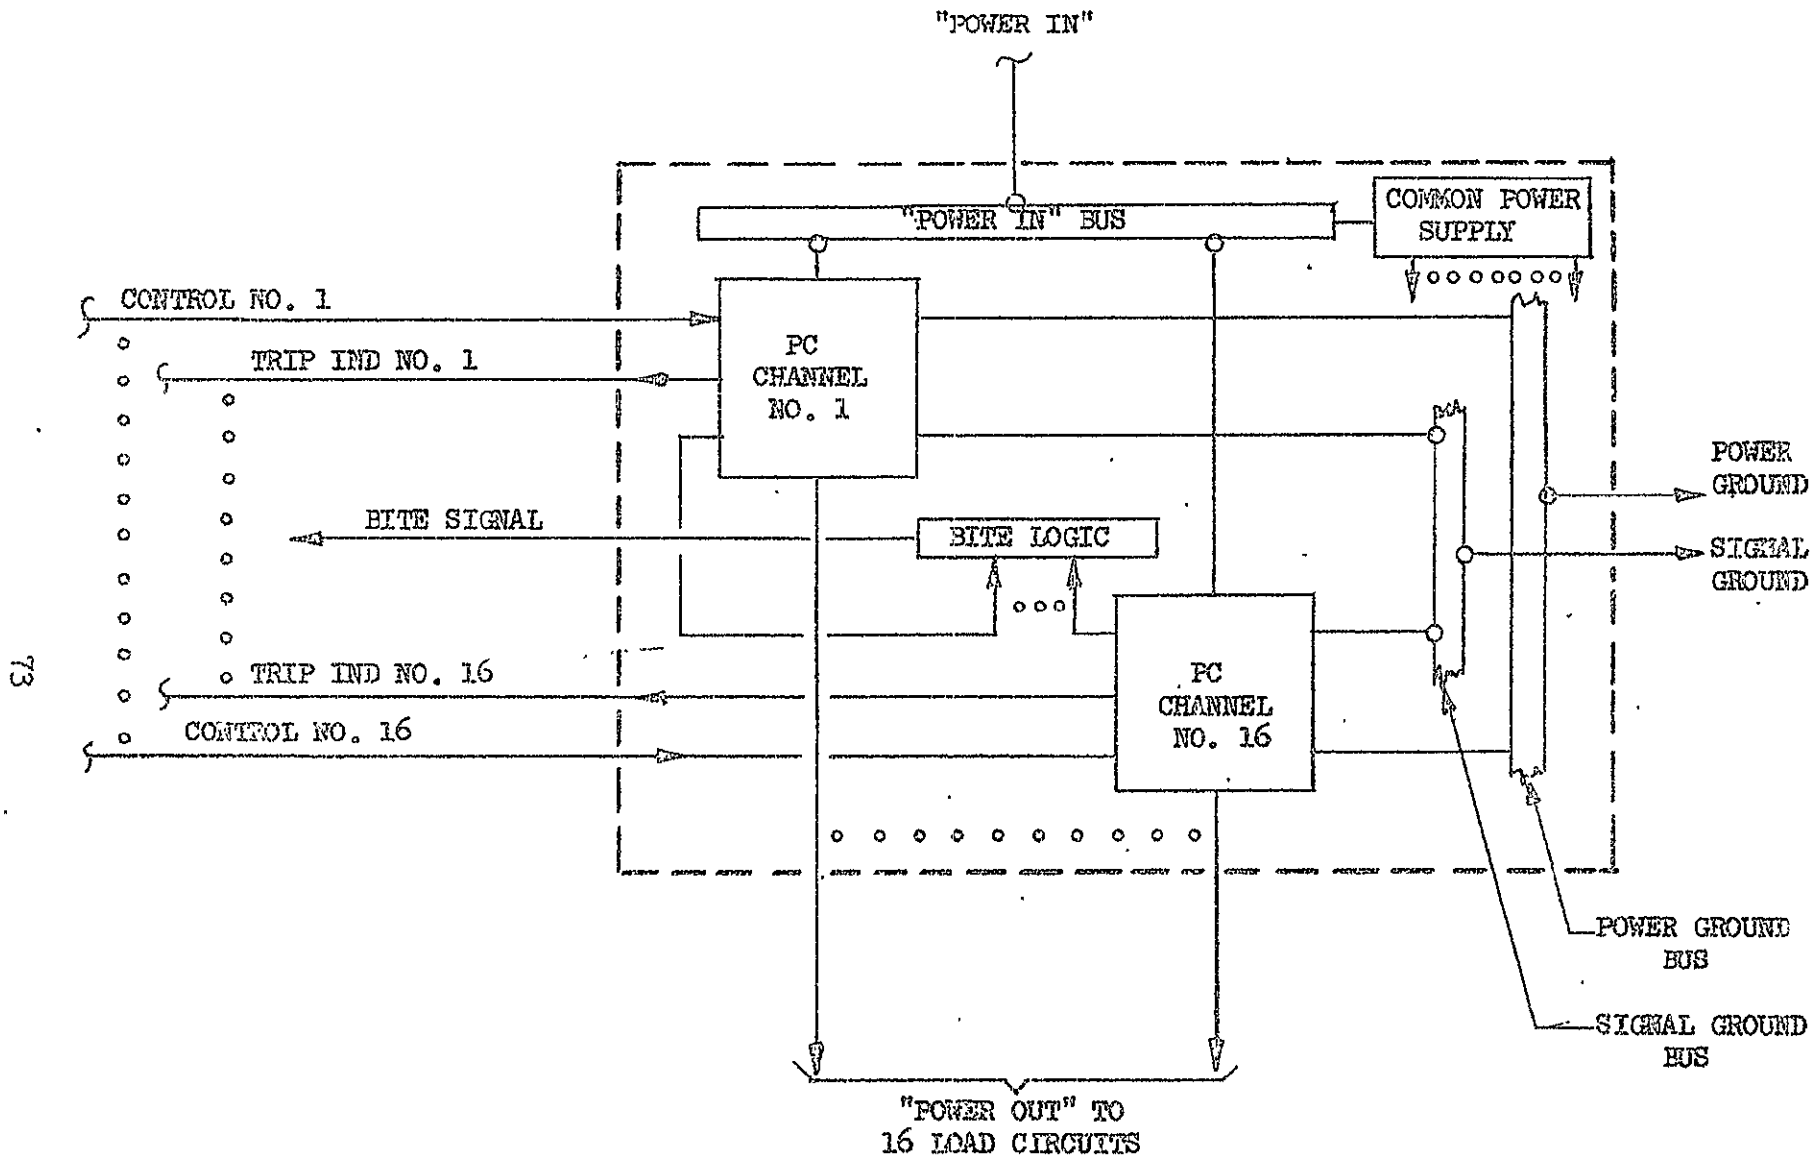 "POWER IN"
"POWER IN" BUS
COMMON POWER
SUPPLY
CONTROL NO. 1
TRIP IND NO. 1
PC
CHANNEL
NO. 1
POWER
GROUND
BITE SIGNAL
BITE LOGIC
SIGNAL
GROUND
TRIP IND NO. 16
CONTROL NO. 16
PC
CHANNEL
NO. 16
73
POWER GROUND
BUS
SIGNAL GROUND
BUS
"POWER OUT" TO
16 LOAD CIRCUITS